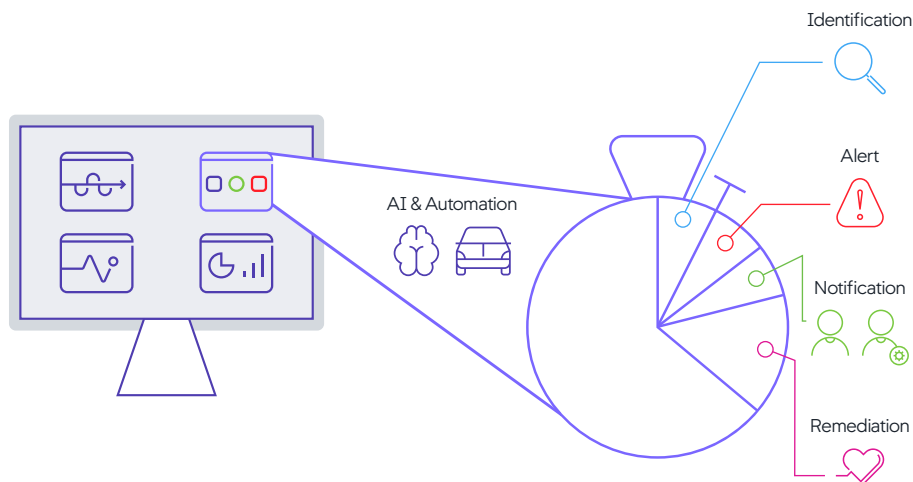 Identification
Alert
AI & Automation
Notification
Remediation